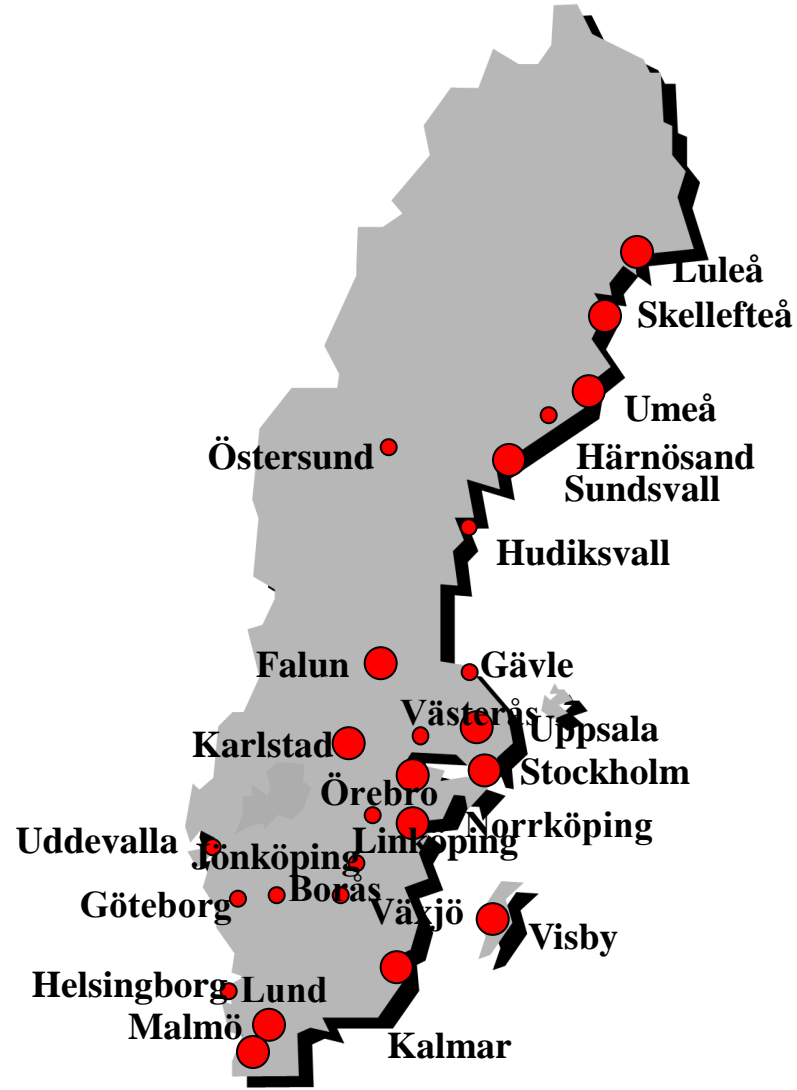 Luleå
Skellefteå
Umeå
Östersund
Härnösand
Sundsvall
Hudiksvall
Falun
Gävle
Västerås
Uppsala
Karlstad
Stockholm
Örebro
Norrköping
Uddevalla
Linköping
Jönköping
Borås
Göteborg
Växjö
Visby
Helsingborg
Lund
Malmö
Kalmar